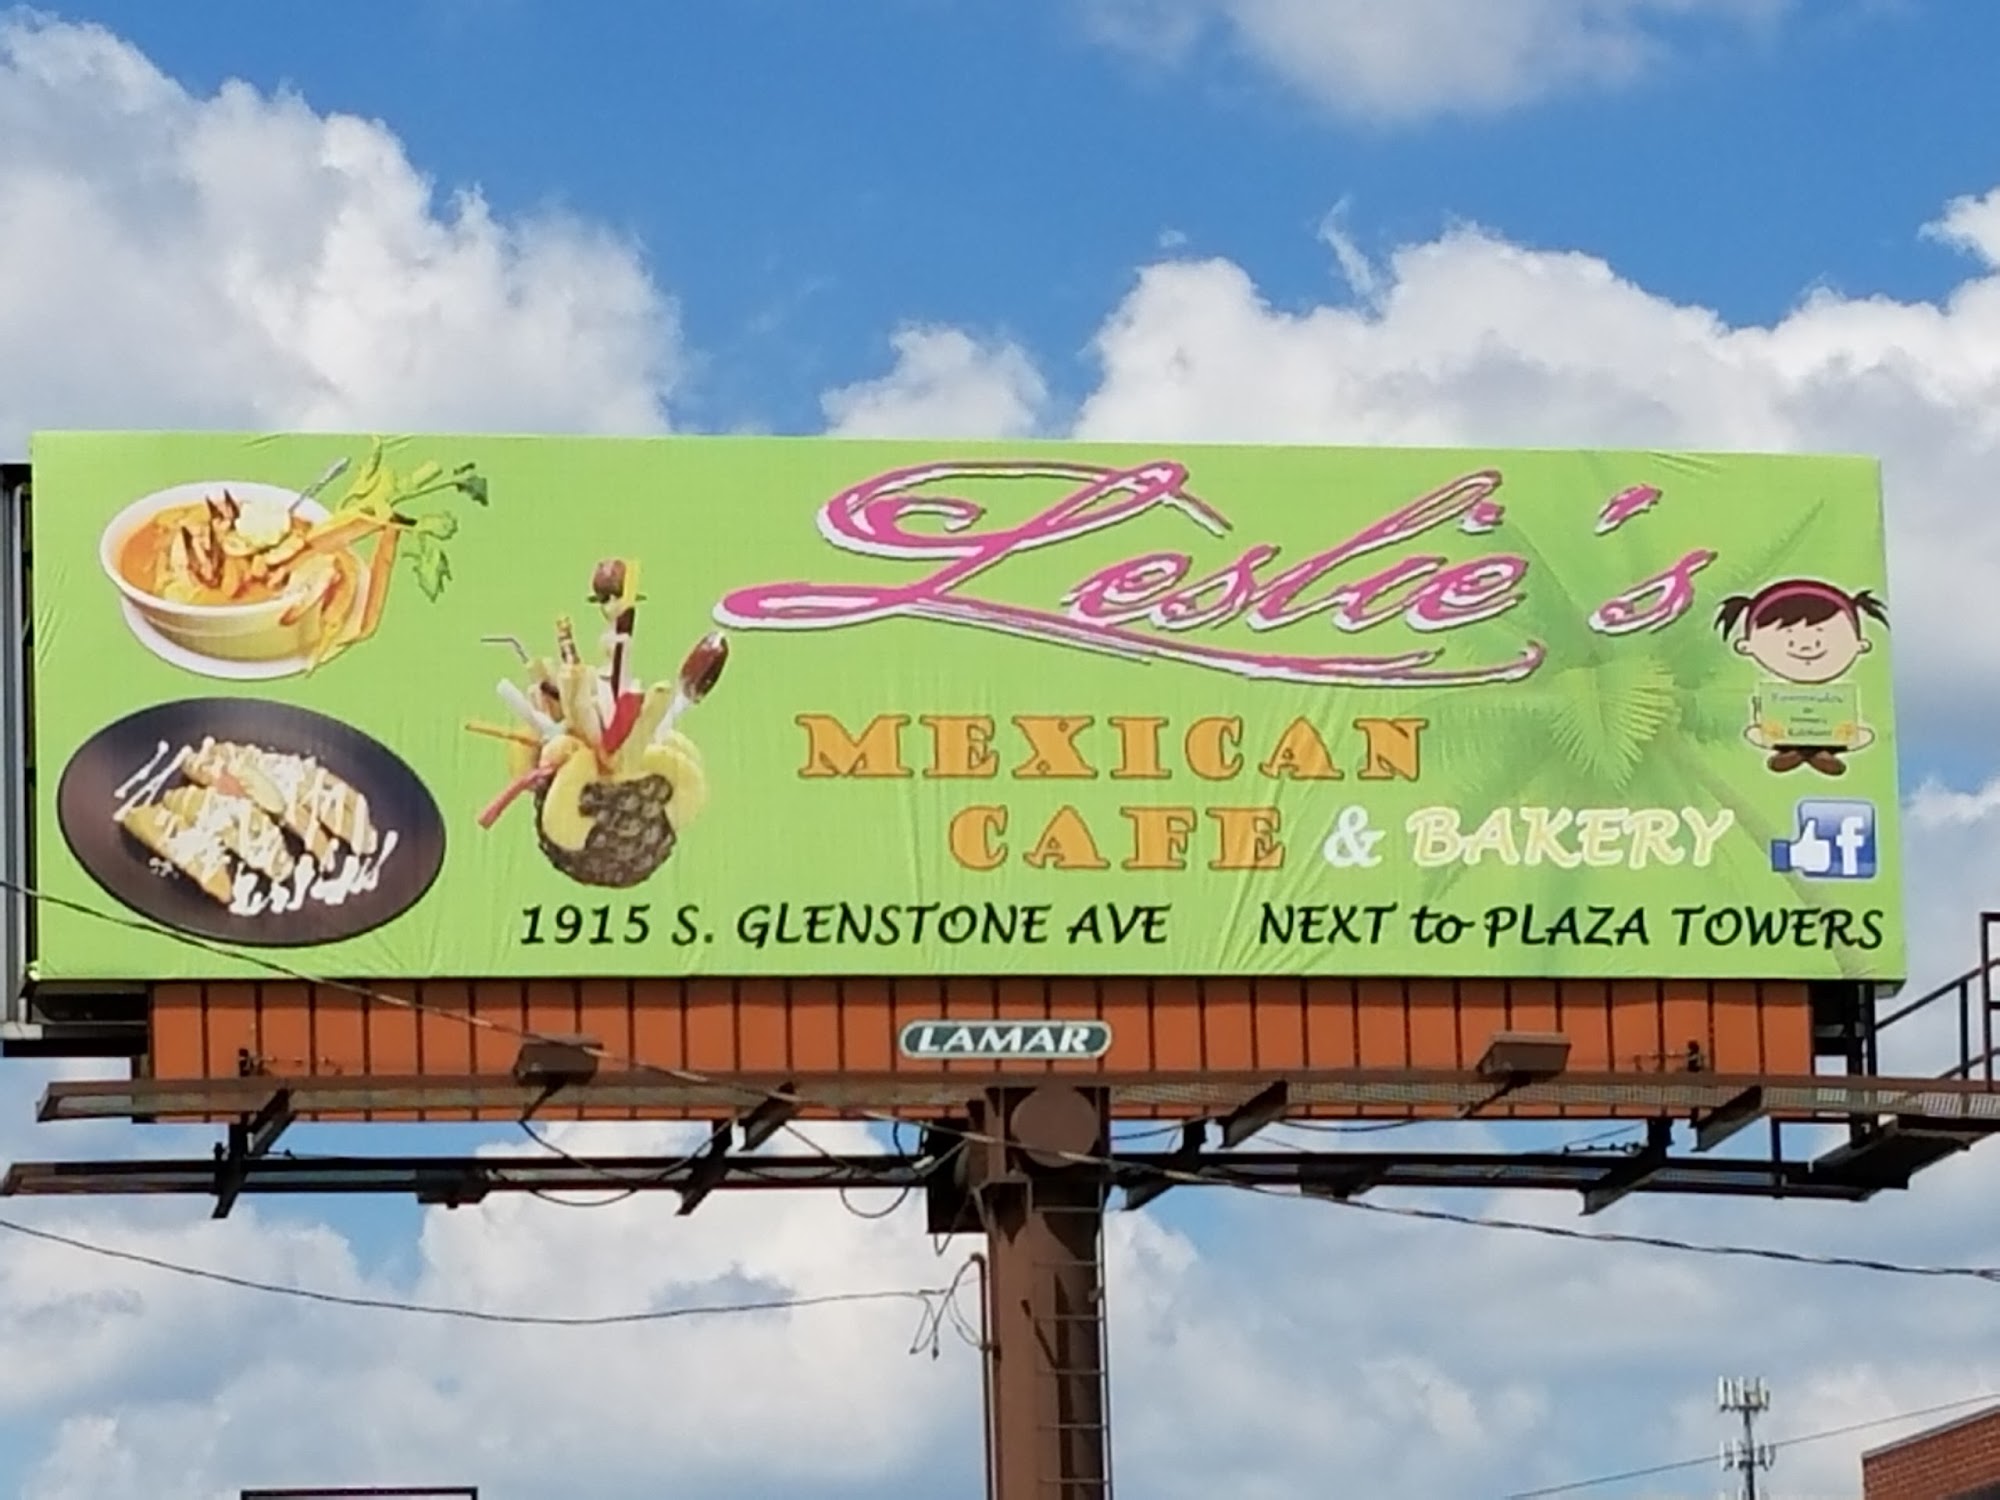 Leslie's
MEXICAN
CAFE & BAKERY
f
1915 S. GLENSTONE AVE NEXT to PLAZA TOWERS
LAMAR